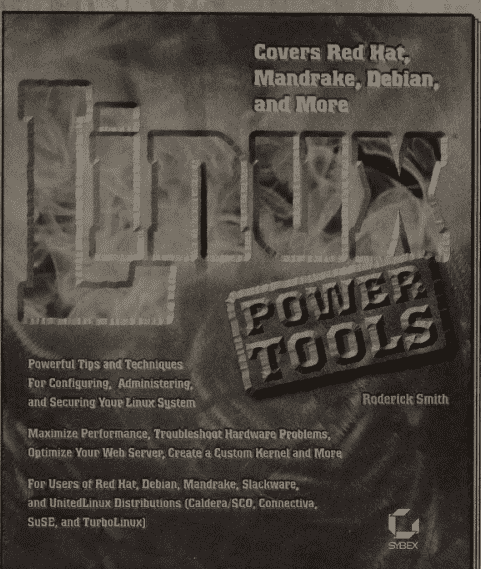 Covers Red Hat,
Mandrake, Debian,
and More
LINUX
POWER
TOOLS
Powerful Tips and Techniques
For Configuring, Administering,
and Securing Your Linux System
Roderick Smith
Maximize Performance, Troubleshoot Hardware Problems,
Optimize Your Web Server, Create a Custom Kernel and More
For Users of Red Hat, Debian, Mandrake, Slackware,
and UnitedLinux Distributions (Caldera/SCO, Connectiva,
SuSE, and TurboLinux)
SYBEX